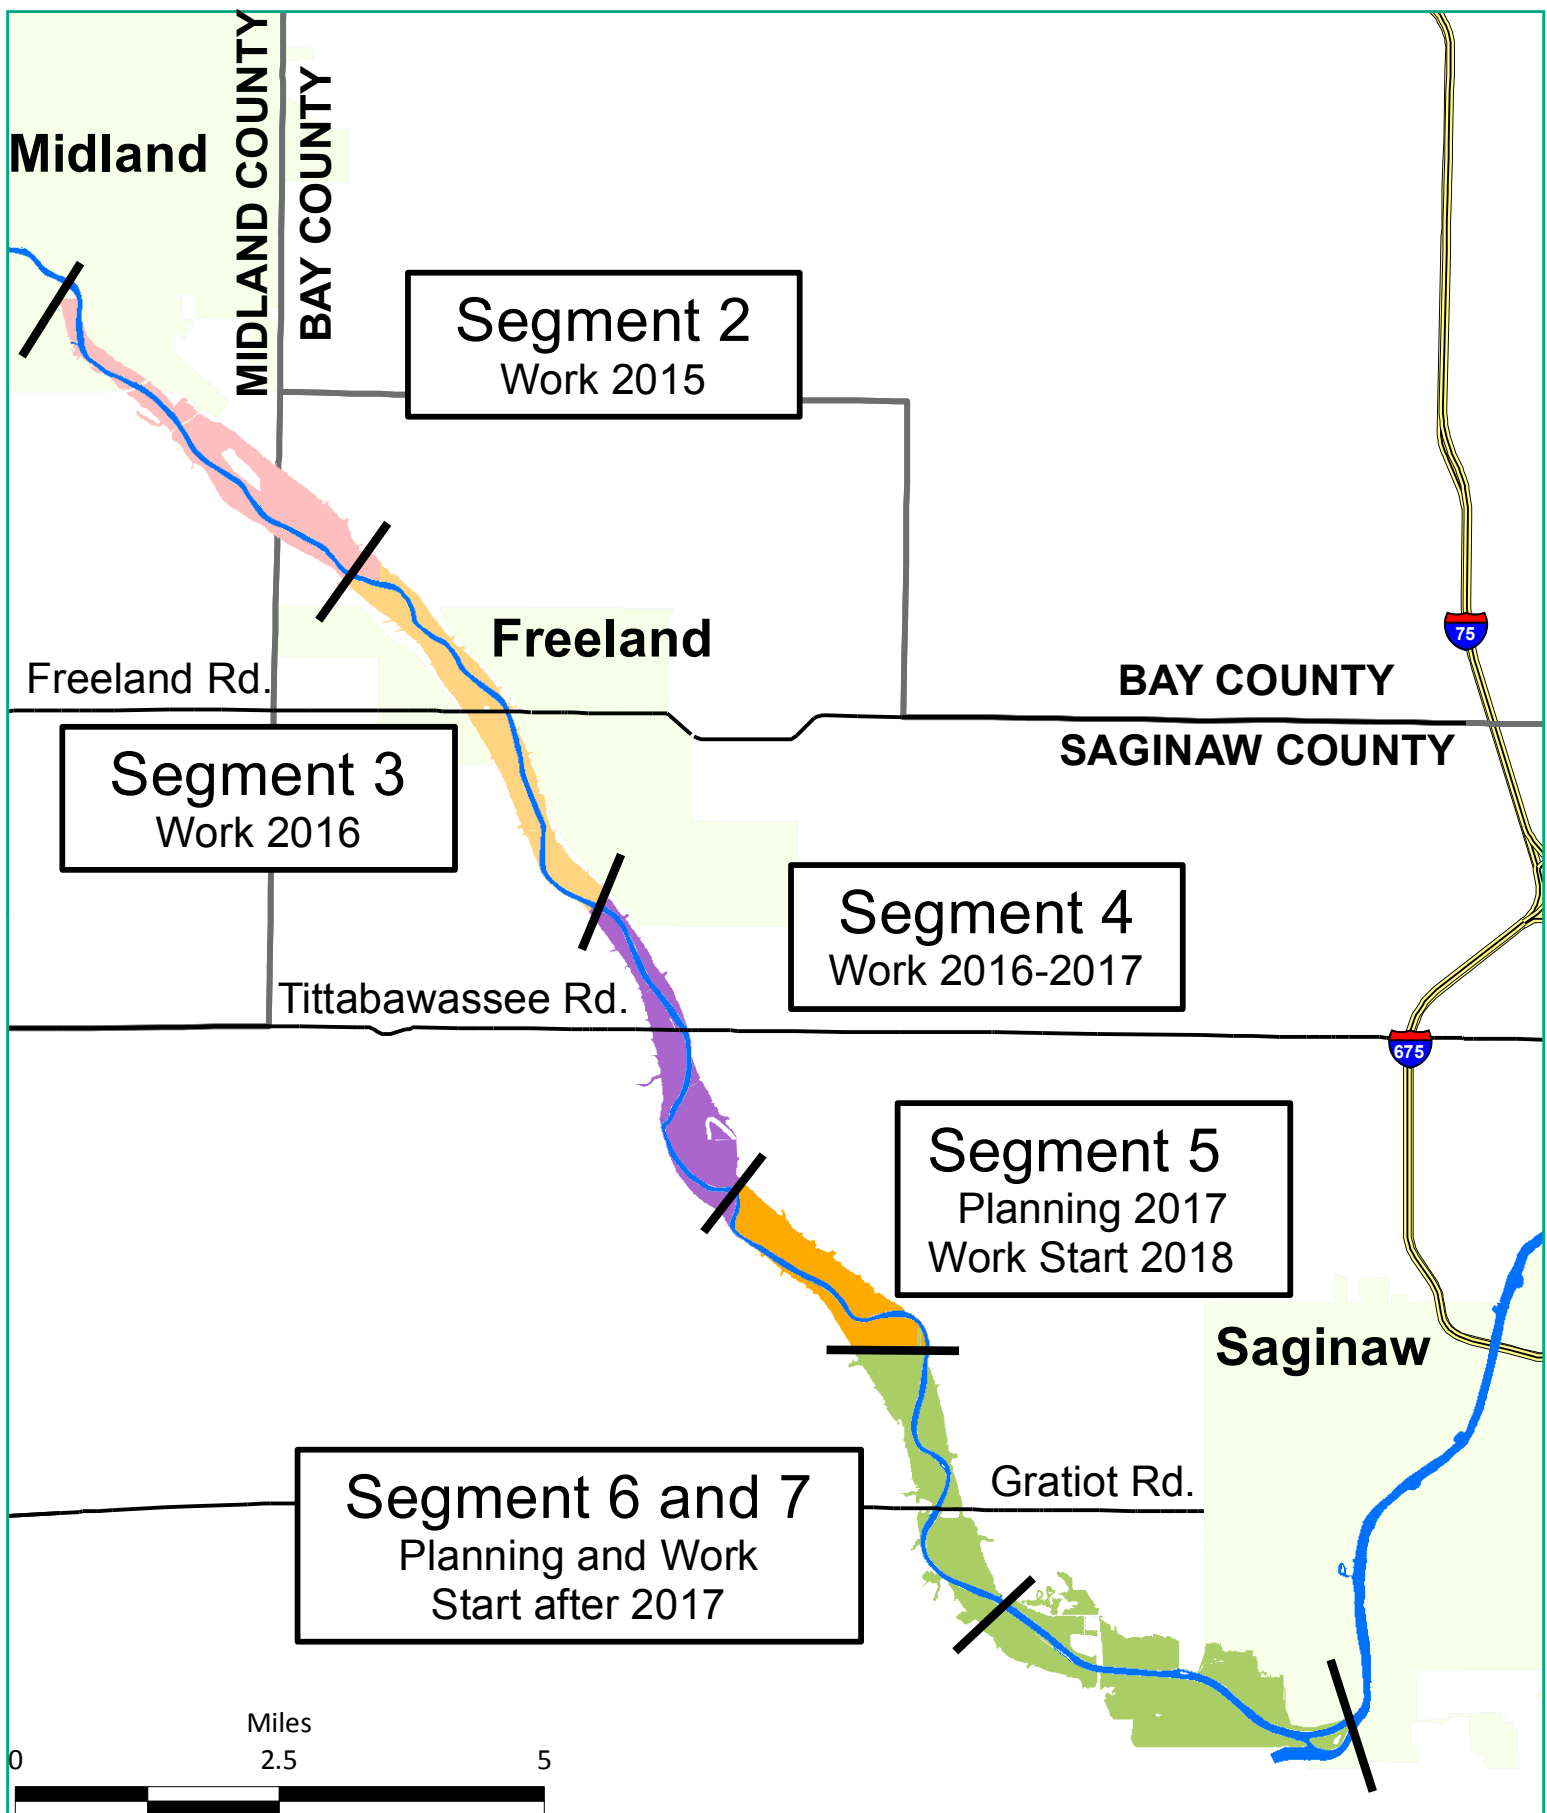 MIDLAND COUNTY
BAY COUNTY
Midland
Segment 2
Work 2015
75
Freeland
Freeland Rd.
BAY COUNTY
SAGINAW COUNTY
Segment 3
Work 2016
Segment 4
Work 2016-2017
Tittabawassee Rd.
675
Segment 5
Planning 2017
Work Start 2018
Saginaw
Segment 6 and 7
Planning and Work
Start after 2017
Gratiot Rd.
Miles
0 2.5 5